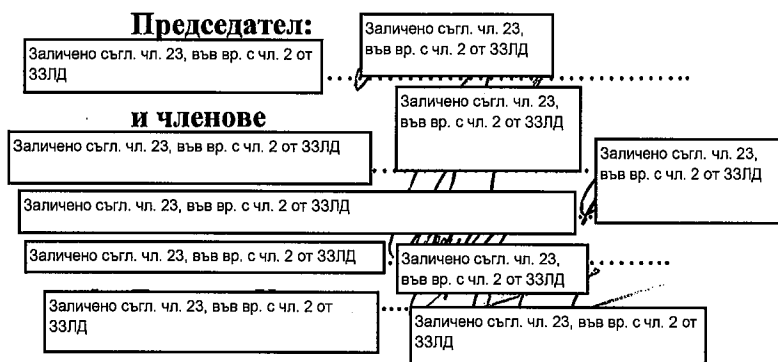 Председател:
Заличено съгл. чл. 23, във вр. с чл. 2 от
ЗЗЛД
Заличено съгл. чл. 23,
във вр. с чл. 2 от ЗЗЛД
Заличено съгл. чл. 23,
във вр. с чл. 2 от ЗЗЛД
и членове
Заличено съгл. чл. 23, във вр. с чл. 2 от ЗЗЛД
Заличено съгл. чл. 23,
във вр. с чл. 2 от ЗЗЛД
Заличено съгл. чл. 23, във вр. с чл. 2 от ЗЗЛД
Заличено съгл. чл. 23, във вр. с чл. 2 от ЗЗЛД
Заличено съгл. чл. 23,
във вр. с чл. 2 от ЗЗЛД
Заличено съгл. чл. 23, във вр. с чл. 2 от
ЗЗЛД
Заличено съгл. чл. 23, във вр. с чл. 2 от
ЗЗЛД